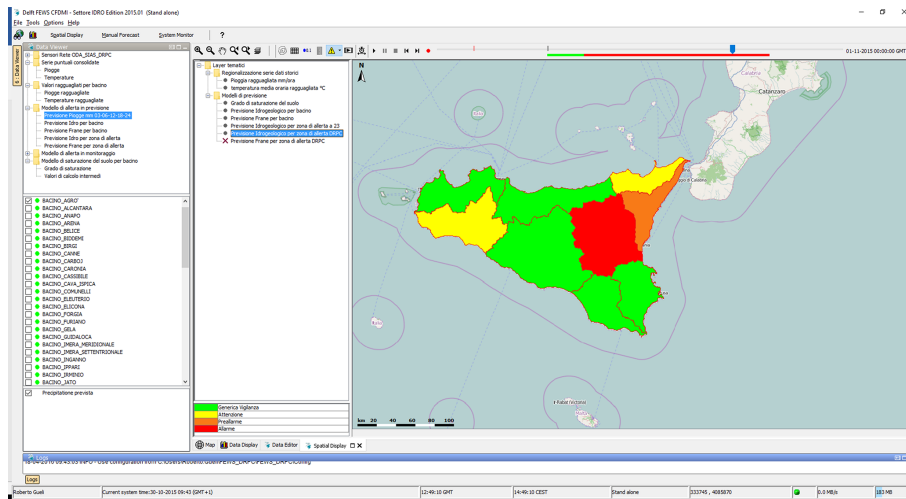 Delft FEWS CFDMI - Settore IDRO Edition 2015.01 (Stand alone)
File Tools Options Help
Spatial Display Manual Forecast System Monitor ?
6 : Data Viewer
Data Viewer
Sensori Rete ODA_SIAS_DRPC
Serie puntuali consolidate
Piogge
Temperature
Valori ragguagliati per bacino
Piogge ragguagliate
Temperature ragguagliate
Modello di allerta in previsione
Previsione Piogge mm 03-06-12-18-24
Previsione Idro per bacino
Previsione Frane per bacino
Previsione Idro per zona di allerta
Previsione Frane per zona di allerta
Modello di allerta in monitoraggio
Modello di saturazione del suolo per bacino
Grado di saturazione
Valori di calcolo intermedi
BACINO_AGRO'
BACINO_ALCANTARA
BACINO_ANAPO
BACINO_ARENA
BACINO_BELICE
BACINO_BIDDEMI
BACINO_BIRGI
BACINO_CANNE
BACINO_CARBOJ
BACINO_CARONIA
BACINO_CASSIBILE
BACINO_CAVA_ISPICA
BACINO_COMUNELLI
BACINO_ELEUTERIO
BACINO_ELICONA
BACINO_FORGIA
BACINO_FURIANO
BACINO_GELA
BACINO_GUIDALOCA
BACINO_IMERA_MERIDIONALE
BACINO_IMERA_SETTENTRIONALE
BACINO_INGANNO
BACINO_IPPARI
BACINO_IRMINIO
BACINO_JATO
Precipitazione prevista
01-11-2015 00:00:00 GMT
Layer tematici
Regionalizzazione serie dati storici
Pioggia ragguagliata mm/ora
temperatura media oraria ragguagliata °C
Modelli di previsione
Grado di saturazione del suolo
Previsione Idrogeologico per bacino
Previsione Frane per bacino
Previsione Idrogeologico per zona di allerta a 23
Previsione Idrogeologico per zona di allerta DRPC
Previsione Frane per zona di allerta DRPC
Generica Vigilanza
Attenzione
Preallarme
Allarme
N
Catanzaro
km 20 40 60 80 100
Map Data Display Data Editor Spatial Display
Logs
Logs
Roberto Gueli Current system time:30-10-2015 09:43 (GMT+1) 12:49:10 GMT 14:49:10 CEST Stand alone 333745 , 4085870 0.0 MB/s 183 MB